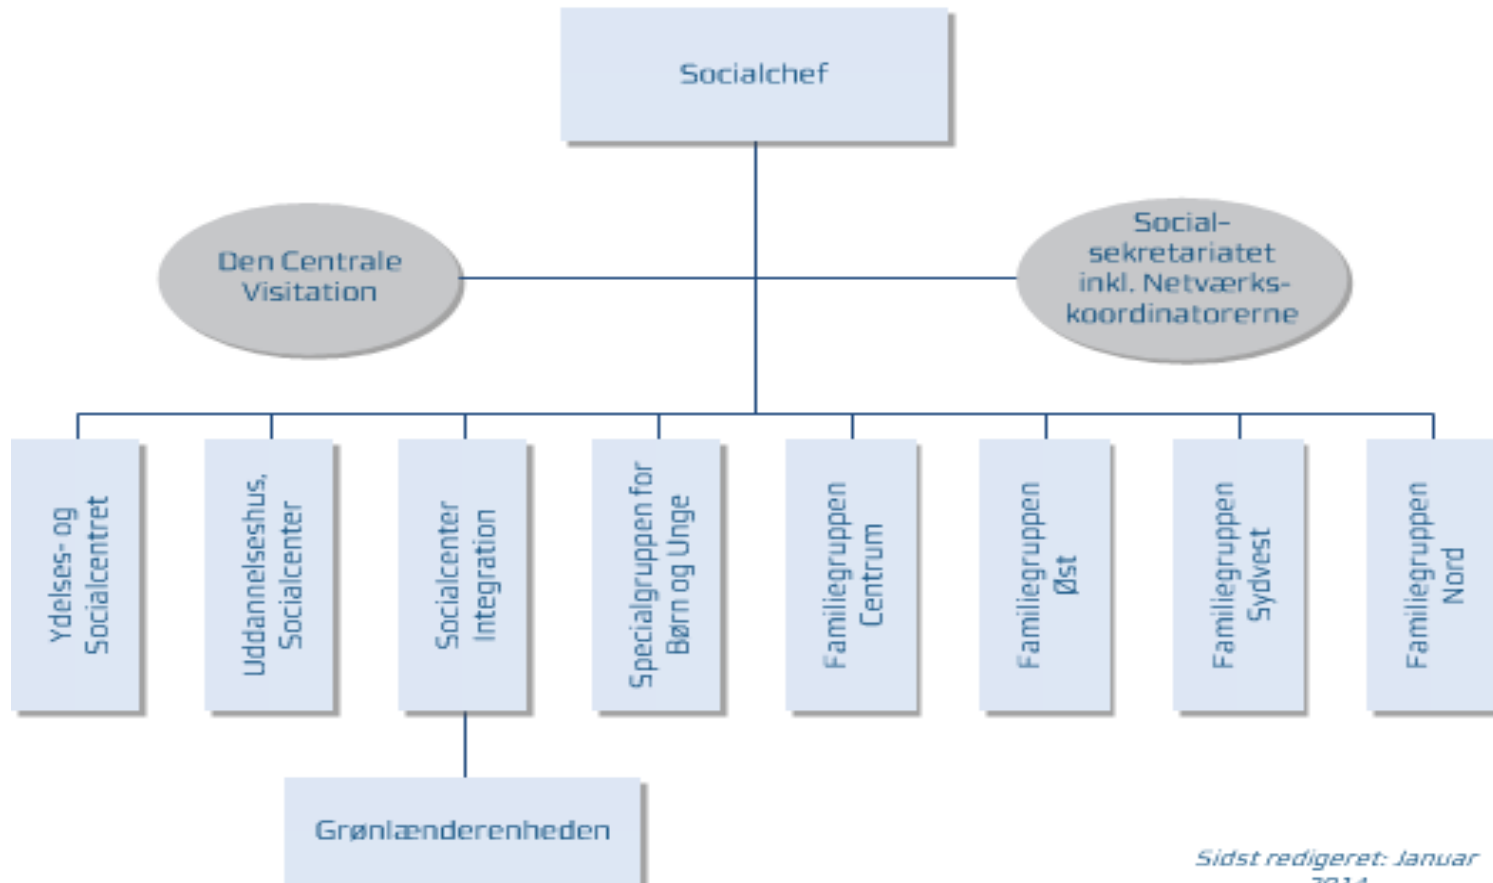 Socialchef
Den Centrale
Visitation
Social-
sekretariatet
inkl. Netværks-
koordinatorerne
Ydelses- og
Socialcentret
Uddannelseshus,
Socialcenter
Socialcenter
Integration
Specialgruppen for
Børn og Unge
Familiegruppen
Centrum
Familiegruppen
Øst
Familiegruppen
Sydvest
Familiegruppen
Nord
Grønlænderenheden
Sidst redigeret: Januar